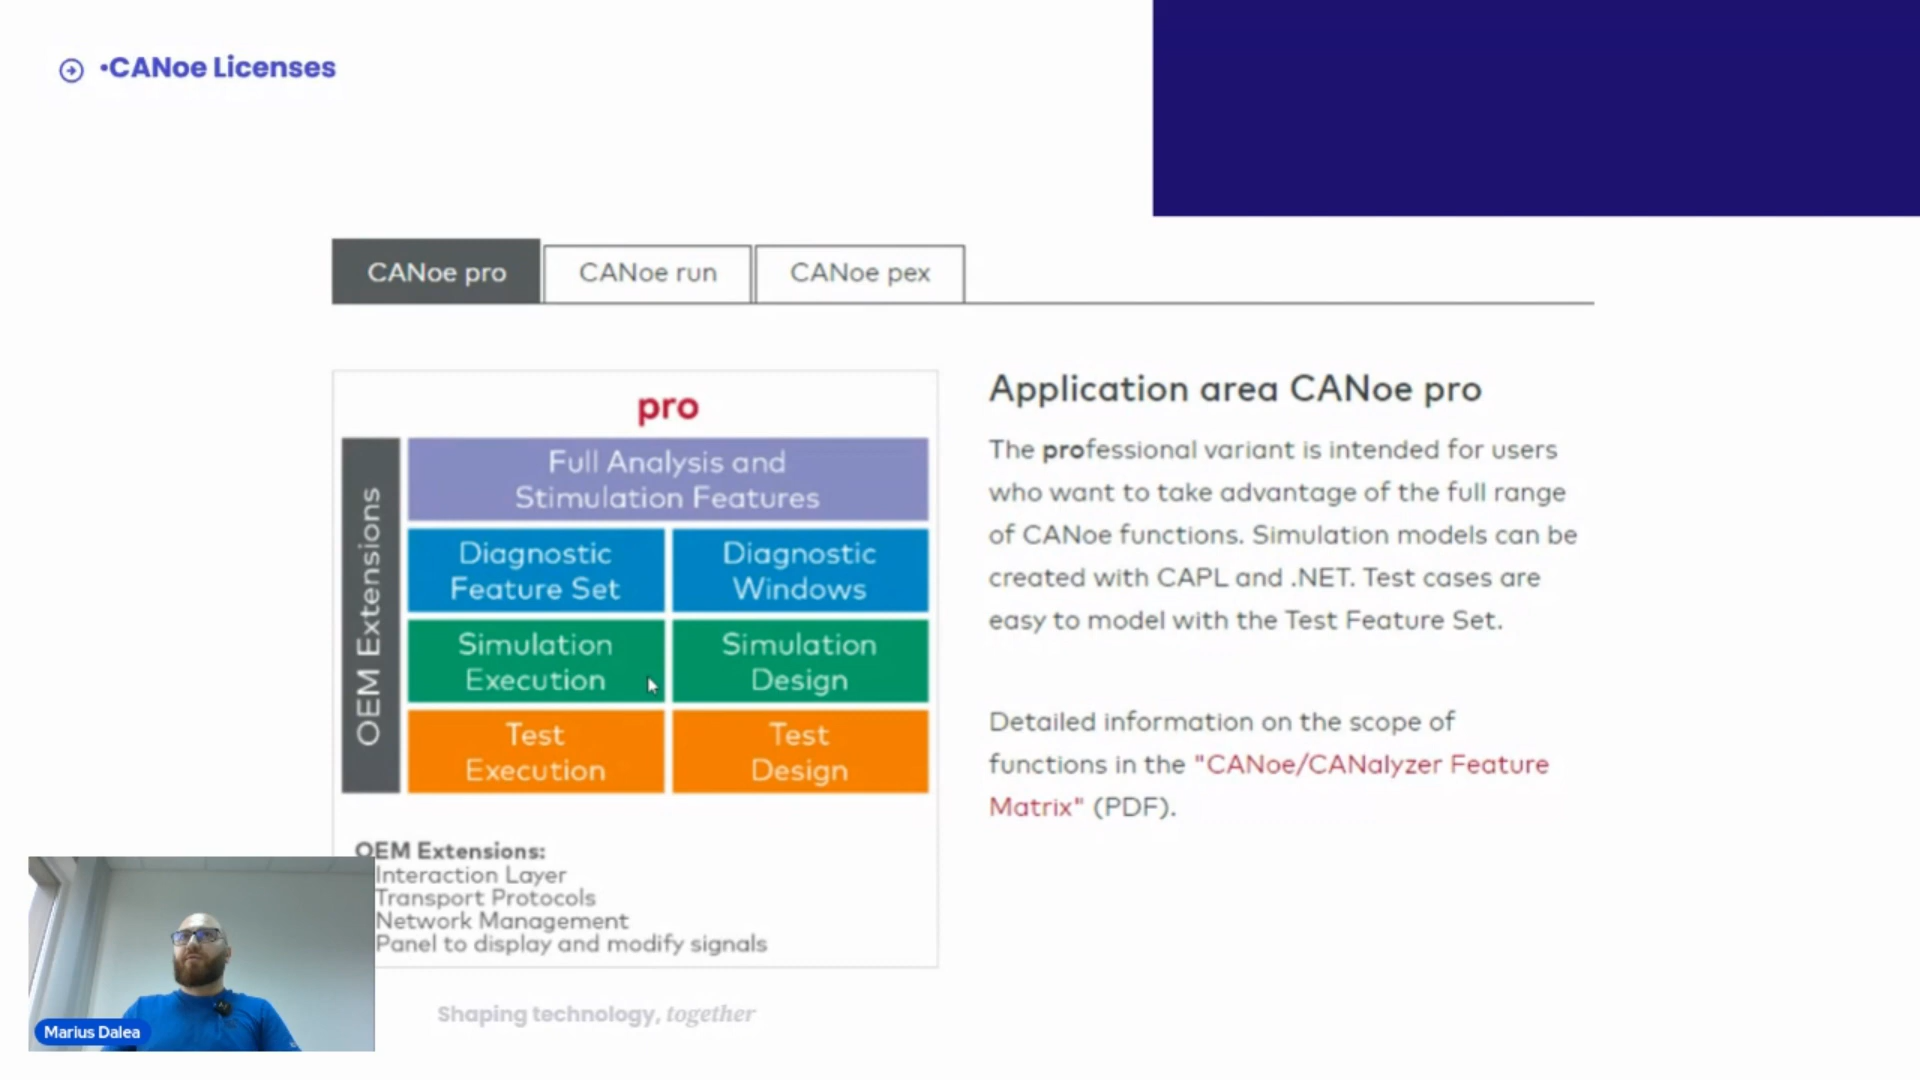 •CANoe Licenses
CANoe pro
CANoe run
CANoe pex
pro
OEM Extensions
Full Analysis and
Stimulation Features
Diagnostic
Feature Set
Diagnostic
Windows
Simulation
Execution
Simulation
Design
Test
Execution
Test
Design
OEM Extensions:
Interaction Layer
Transport Protocols
Network Management
Panel to display and modify signals
Application area CANoe pro
The professional variant is intended for users
who want to take advantage of the full range
of CANoe functions. Simulation models can be
created with CAPL and .NET. Test cases are
easy to model with the Test Feature Set.
Detailed information on the scope of
functions in the "CANoe/CANalyzer Feature
Matrix" (PDF).
Marius Dalea
Shaping technology, together